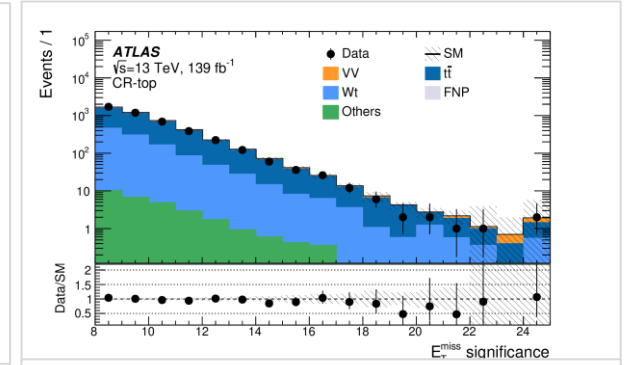 Events / 1
10⁵
10⁴
10³
10²
10
1
ATLAS
√s=13 TeV, 139 fb⁻¹
CR-top
Data
SM
VV
tt̄
Wt
FNP
Others
Data/SM
2
1.5
1
0.5
8 10 12 14 16 18 20 22 24
E_T^miss significance